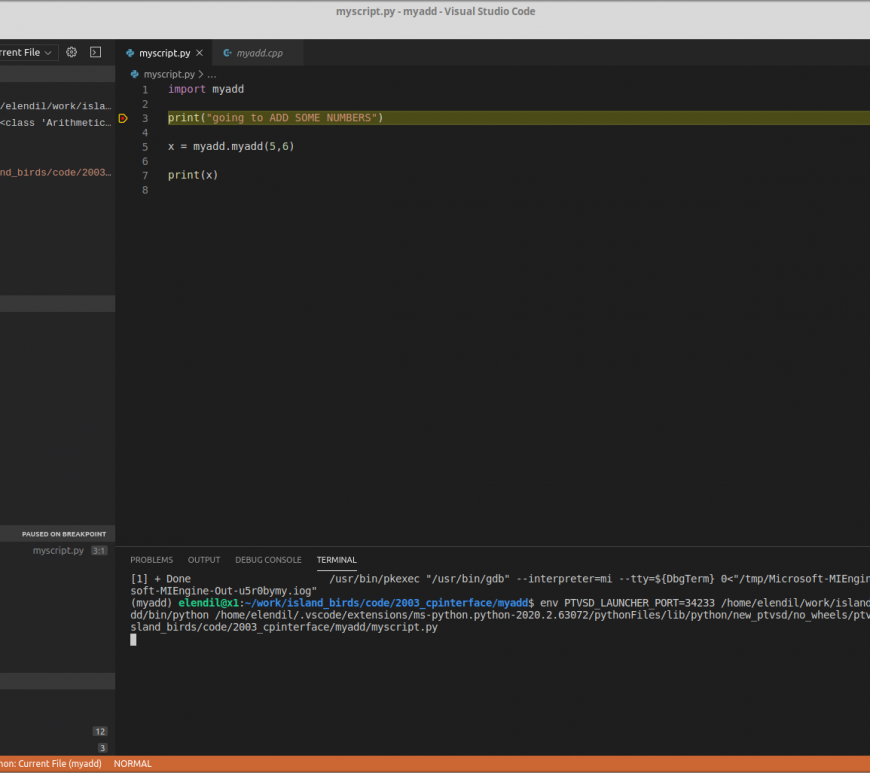 myscript.py - myadd - Visual Studio Code
rrent File
myscript.py
myadd.cpp
myscript.py > ...
/elendil/work/isla…
<class 'Arithmetic…
nd_birds/code/2003…
1 import myadd
2
3 print("going to ADD SOME NUMBERS")
4
5 x = myadd.myadd(5,6)
6
7 print(x)
8
PAUSED ON BREAKPOINT
myscript.py 3:1
12
3
PROBLEMS OUTPUT DEBUG CONSOLE TERMINAL
[1] + Done /usr/bin/pkexec "/usr/bin/gdb" --interpreter=mi --tty=${DbgTerm} 0<"/tmp/Microsoft-MIEngin
soft-MIEngine-Out-u5r0bymy.iog"
(myadd) elendil@x1:~/work/island_birds/code/2003_cpinterface/myadd$ env PTVSD_LAUNCHER_PORT=34233 /home/elendil/work/island
dd/bin/python /home/elendil/.vscode/extensions/ms-python.python-2020.2.63072/pythonFiles/lib/python/new_ptvsd/no_wheels/ptv
sland_birds/code/2003_cpinterface/myadd/myscript.py
hon: Current File (myadd) NORMAL